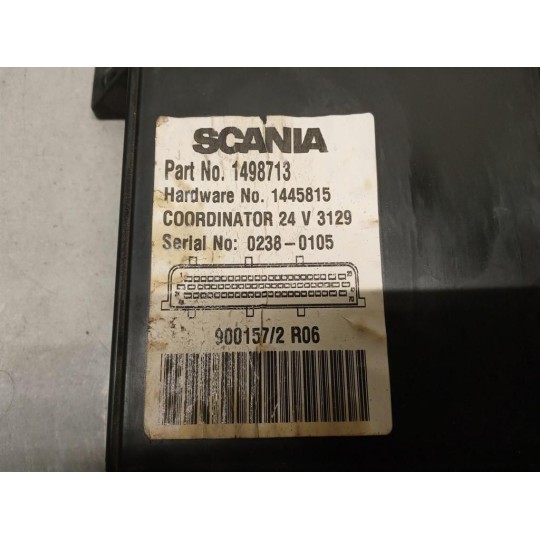 SCANIA
Part No. 1498713
Hardware No. 1445815
COORDINATOR 24 V 3129
Serial No: 0238-0105
900157/2 R06